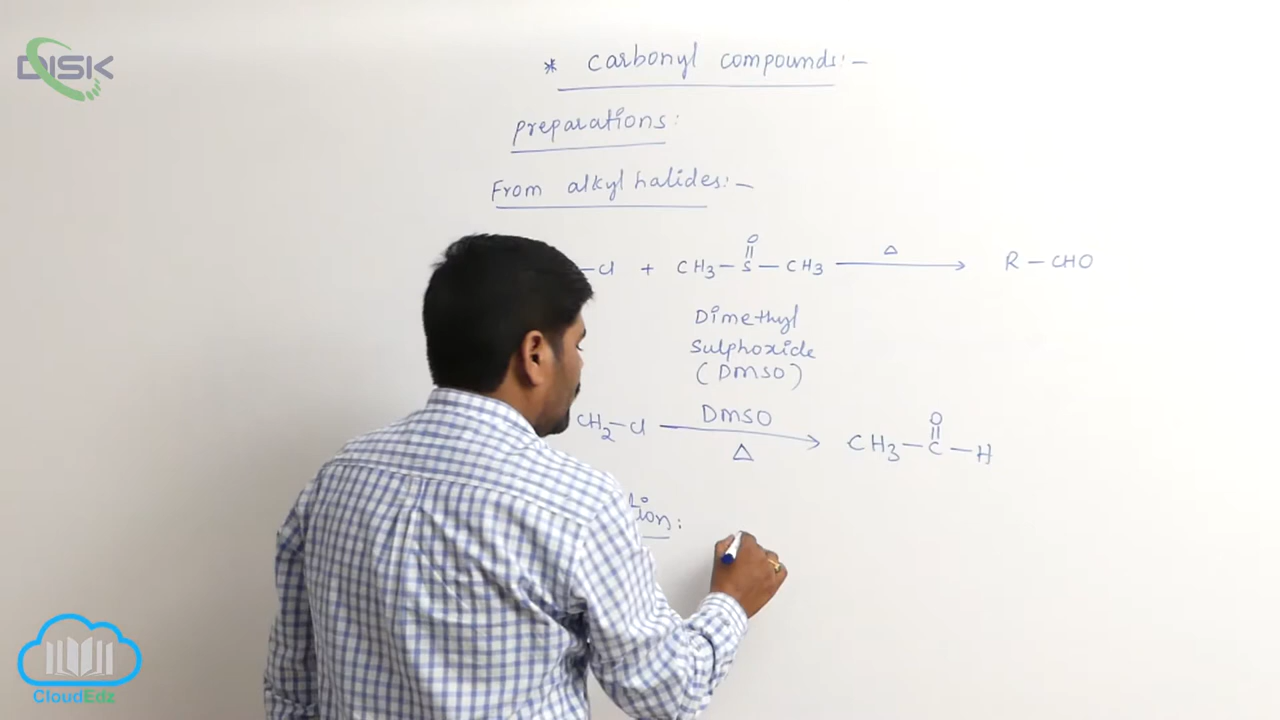 DISK
* carbonyl compounds:-
preparations:
From alkyl halides:-
-Cl + CH3-S-CH3 →Δ R-CHO
O
Dimethyl
Sulphoxide
(DMSO)
CH2-Cl DMSO → Δ CH3-C-H
O
CloudEdz